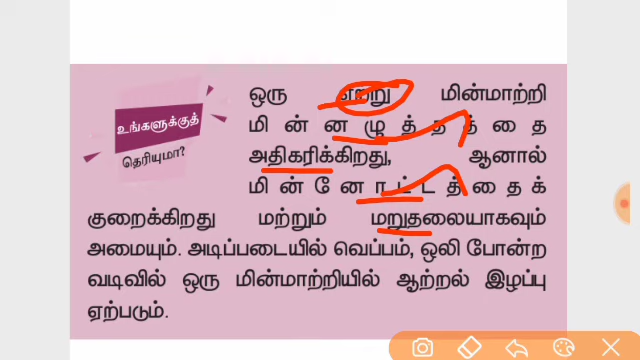 ஒரு ஏற்று மின்மாற்றி
உங்களுக்குத் மின்னழுத்தத்தை
தெரியுமா? அதிகரிக்கிறது, ஆனால்
மின்னோட்டத்தைக்
குறைக்கிறது மற்றும் மறுதலையாகவும்
அமையும். அடிப்படையில் வெப்பம், ஒலி போன்ற
வடிவில் ஒரு மின்மாற்றியில் ஆற்றல் இழப்பு
ஏற்படும்.